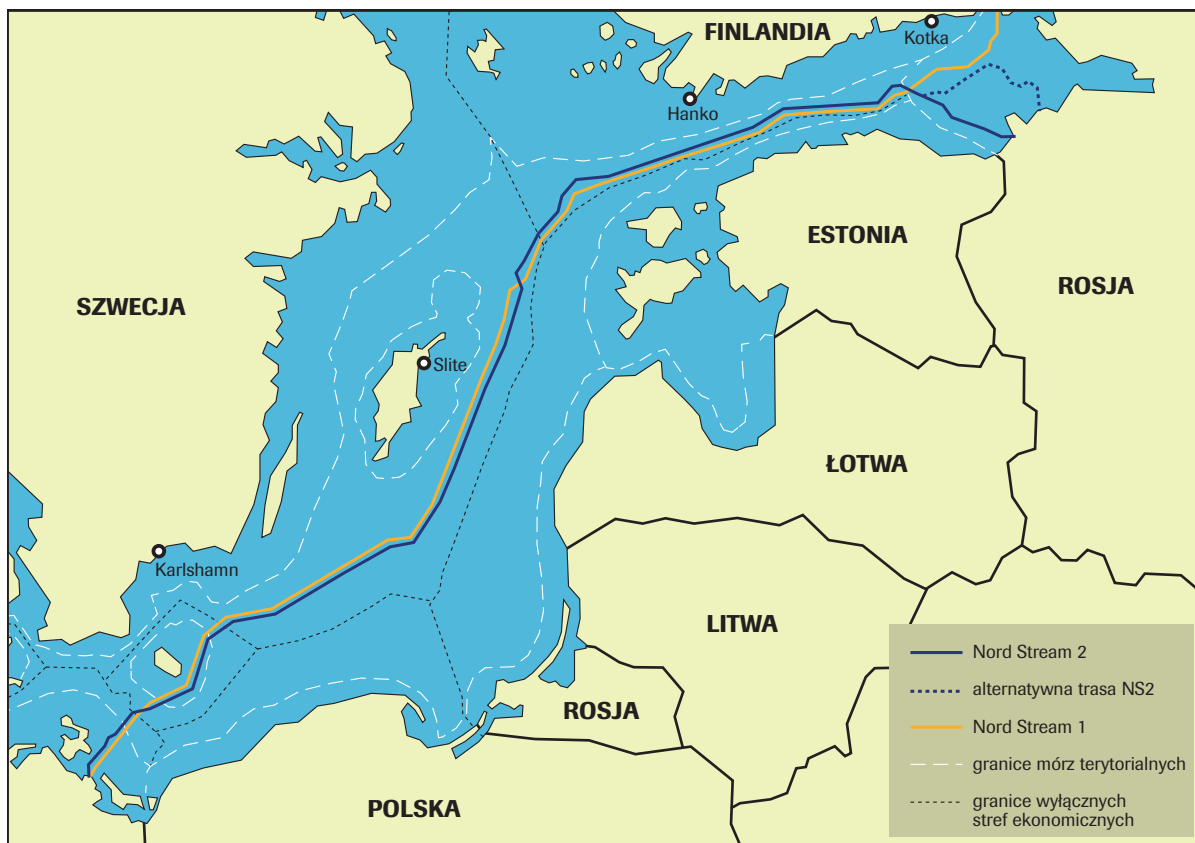 FINLANDIA
Kotka
Hanko
ESTONIA
ROSJA
SZWECJA
Slite
ŁOTWA
Karlshamn
LITWA
ROSJA
POLSKA
Nord Stream 2
alternatywna trasa NS2
Nord Stream 1
granice mórz terytorialnych
granice wyłącznych
stref ekonomicznych